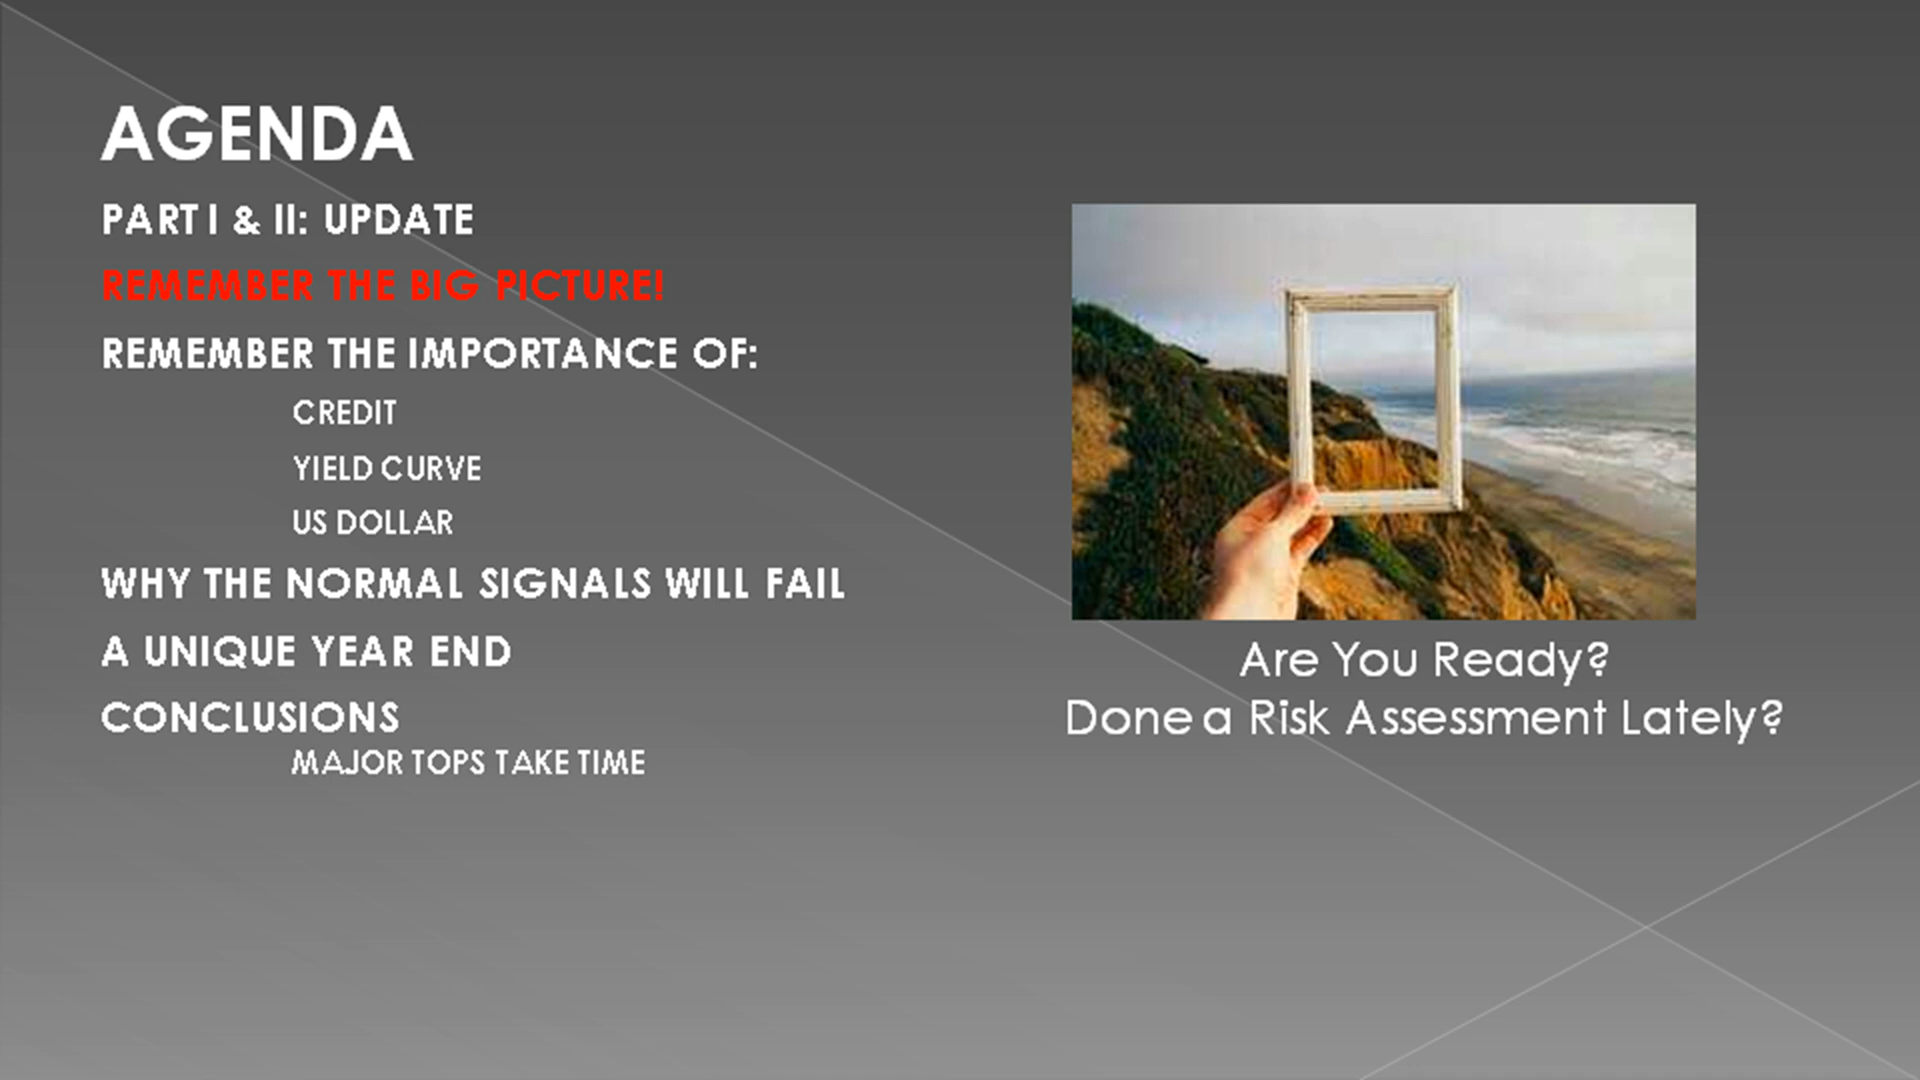 AGENDA
PART I & II: UPDATE
REMEMBER THE BIG PICTURE!
REMEMBER THE IMPORTANCE OF:
CREDIT
YIELD CURVE
US DOLLAR
WHY THE NORMAL SIGNALS WILL FAIL
A UNIQUE YEAR END
CONCLUSIONS
MAJOR TOPS TAKE TIME
Are You Ready?
Done a Risk Assessment Lately?